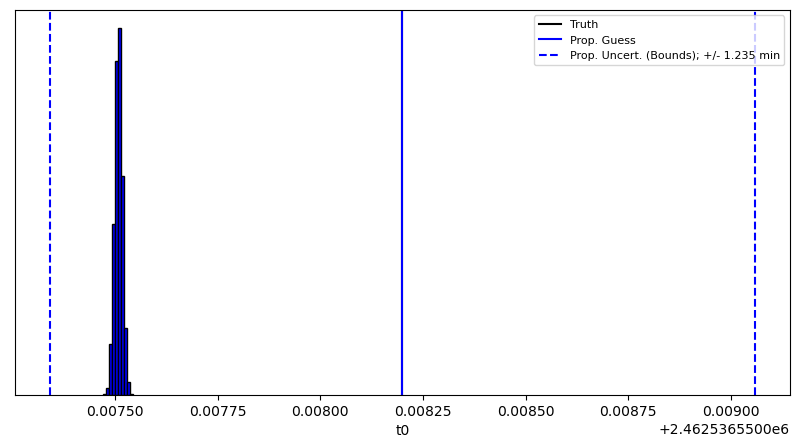 Truth
Prop. Guess
Prop. Uncert. (Bounds); +/- 1.235 min
0.00750 0.00775 0.00800 0.00825 0.00850 0.00875 0.00900
t0
+2.4625365500e6